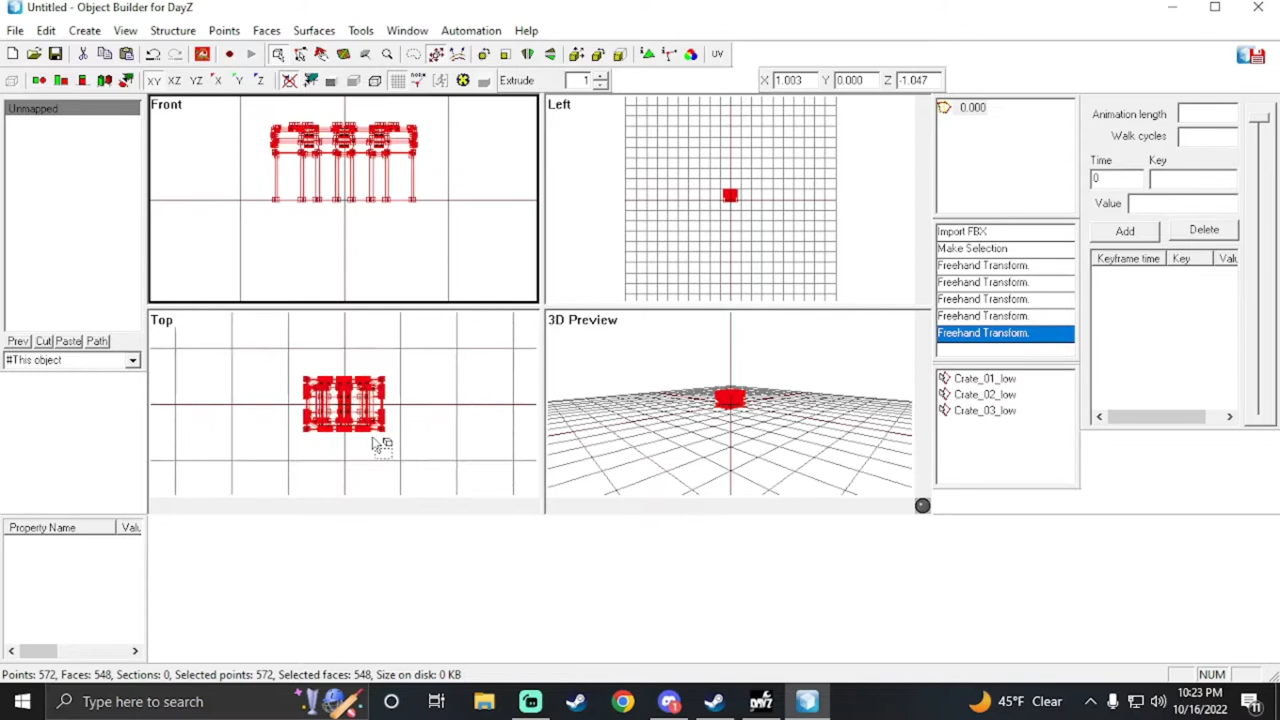 Untitled - Object Builder for DayZ
File Edit Create View Structure Points Faces Surfaces Tools Window Automation Help
UV
XY XZ YZ X Y Z Extrude 1 X 1.003 Y 0.000 Z -1.047
Unmapped
Front
Left
0.000
Animation length
Walk cycles
Time Key
0
Value
Add Delete
Keyframe time Key Valu
Import FBX
Make Selection
Freehand Transform.
Freehand Transform.
Freehand Transform.
Freehand Transform.
Freehand Transform.
Prev Cut Paste Path
#This object
Top
3D Preview
Crate_01_low
Crate_02_low
Crate_03_low
Property Name Valu
Points: 572, Faces: 548, Sections: 0, Selected points: 572, Selected faces: 548, Size on disk: 0 KB
NUM
Type here to search
DAYZ
45°F Clear
10:23 PM
10/16/2022
11